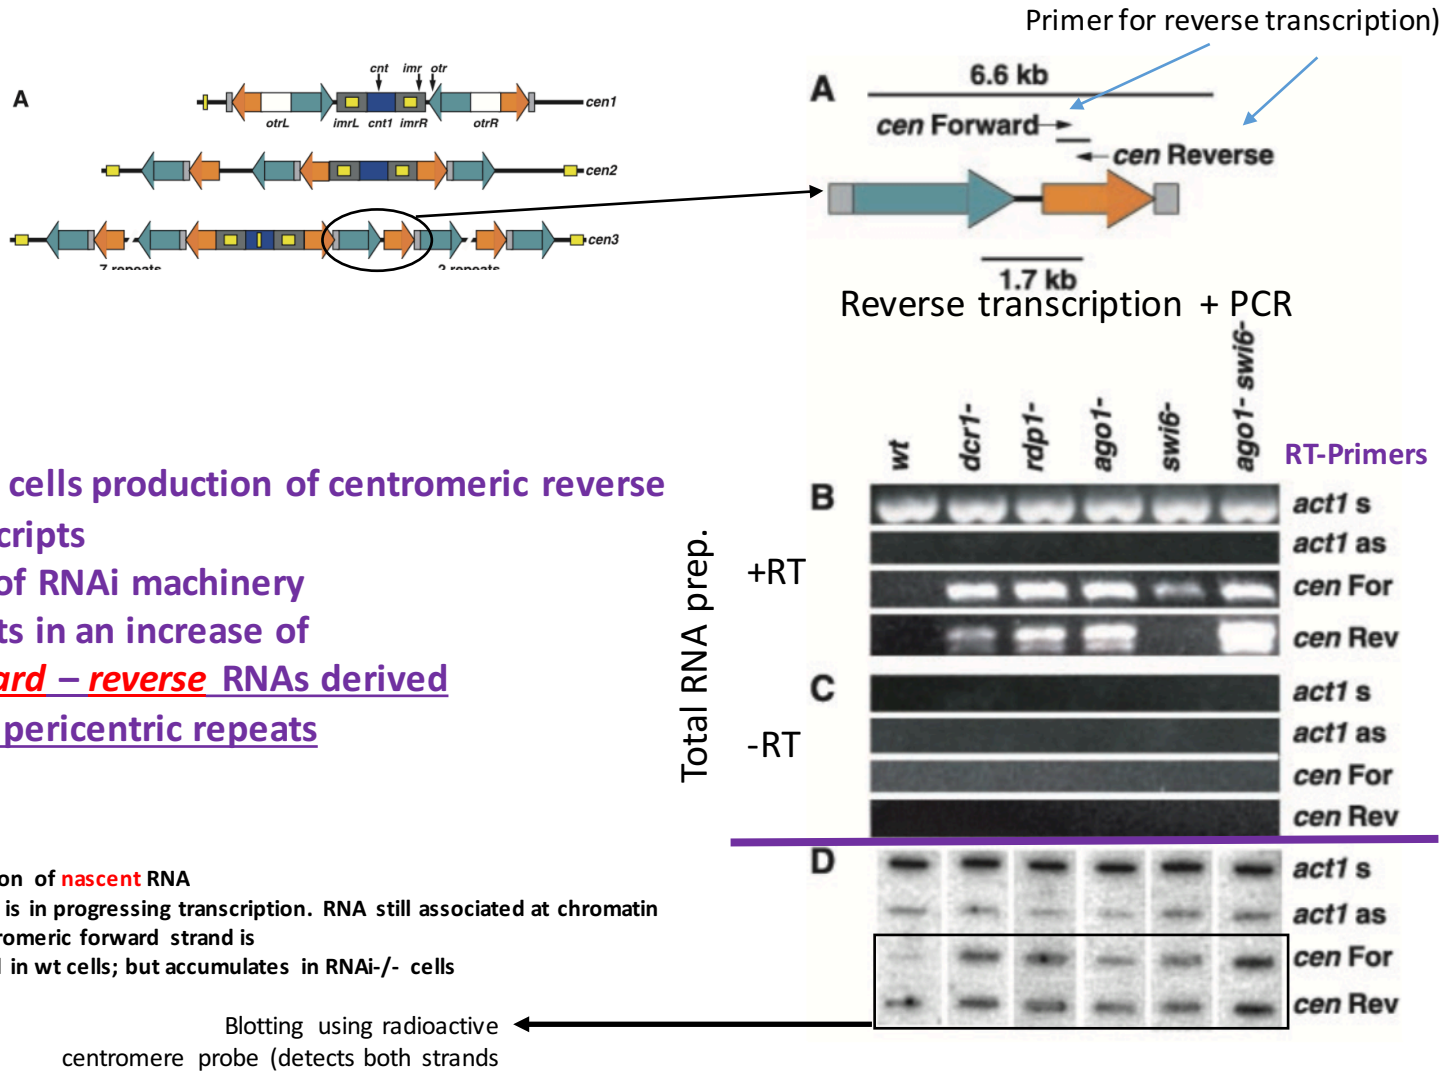 Primer for reverse transcription)
A
cnt imr otr
otrL imrL cnt1 imrR otrR
cen1
cen2
cen3
7 repeats 2 repeats
A
6.6 kb
cen Forward
cen Reverse
1.7 kb
Reverse transcription + PCR
wt dcr1- rdp1- ago1- swi6- ago1- swi6-
RT-Primers
cells production of centromeric reverse
cripts
of RNAi machinery
ts in an increase of
ard – reverse RNAs derived
pericentric repeats
Total RNA prep.
+RT
-RT
B
act1 s
act1 as
cen For
cen Rev
C
act1 s
act1 as
cen For
cen Rev
D
act1 s
act1 as
cen For
cen Rev
on of nascent RNA
is in progressing transcription. RNA still associated at chromatin
romeric forward strand is
l in wt cells; but accumulates in RNAi-/- cells
Blotting using radioactive
centromere probe (detects both strands